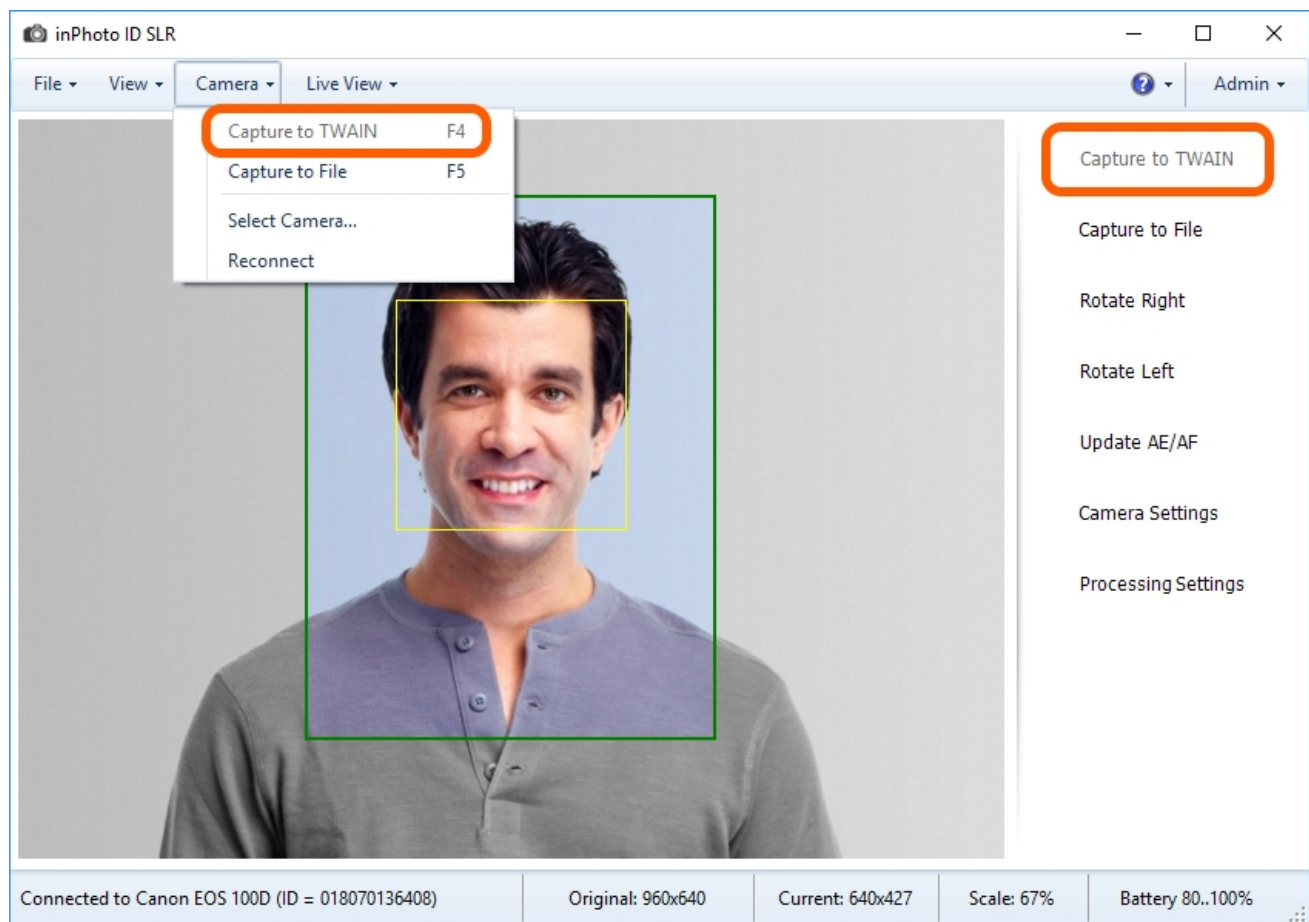 inPhoto ID SLR
File View Camera Live View ? Admin
Capture to TWAIN F4
Capture to File F5
Select Camera...
Reconnect
Capture to TWAIN
Capture to File
Rotate Right
Rotate Left
Update AE/AF
Camera Settings
Processing Settings
Connected to Canon EOS 100D (ID = 018070136408) Original: 960x640 Current: 640x427 Scale: 67% Battery 80..100%